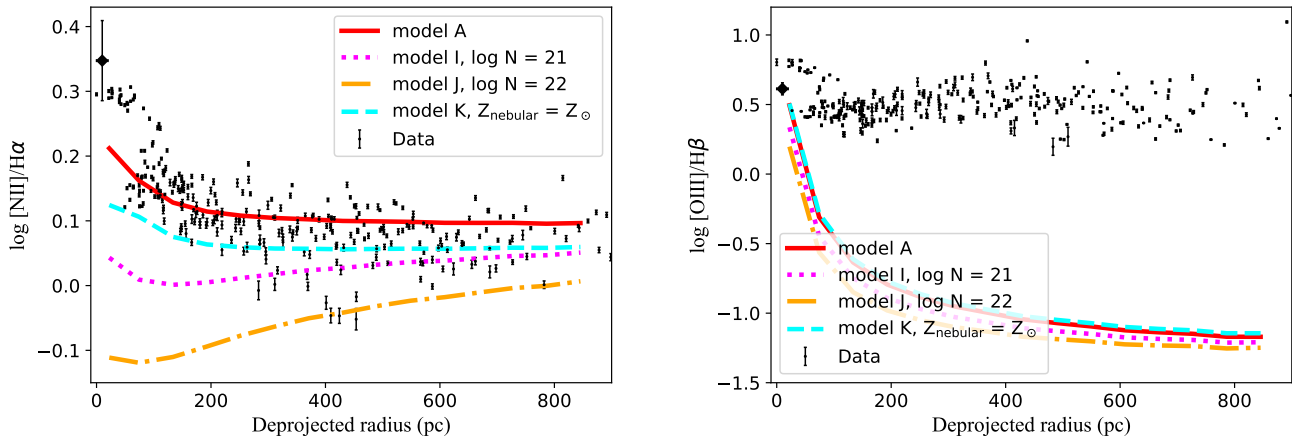 log [NII]/Hα
0.4
0.3
0.2
0.1
0.0
−0.1
model A
model I, log N = 21
model J, log N = 22
model K, Z_nebular = Z_⊙
Data
0
200
400
600
800
Deprojected radius (pc)
log [OIII]/Hβ
1.0
0.5
0.0
−0.5
−1.0
−1.5
model A
model I, log N = 21
model J, log N = 22
model K, Z_nebular = Z_⊙
Data
0
200
400
600
800
Deprojected radius (pc)